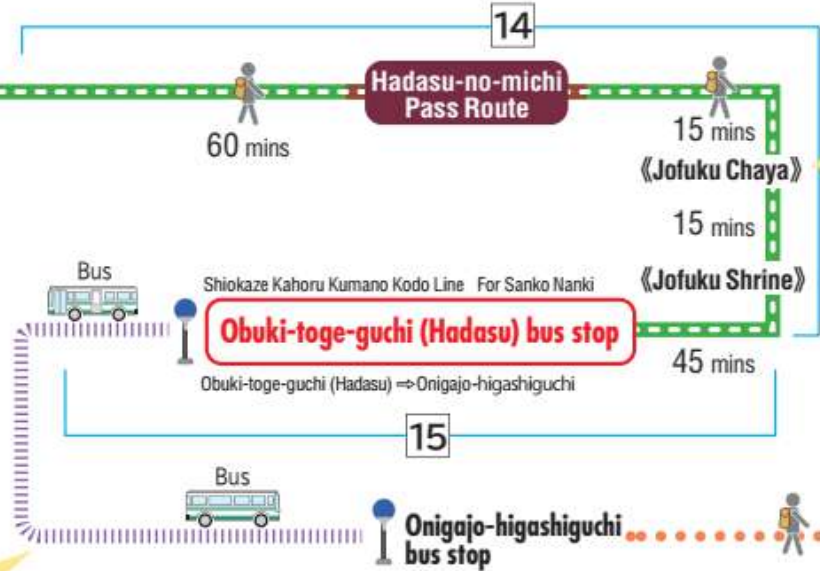 14
Hadasu-no-michi
Pass Route
60 mins
15 mins
《Jofuku Chaya》
15 mins
《Jofuku Shrine》
Bus
Shiokaze Kahoru Kumano Kodo Line For Sanko Nanki
Obuki-toge-guchi (Hadasu) bus stop
45 mins
Obuki-toge-guchi (Hadasu) ⇨Onigajo-higashiguchi
15
Bus
Onigajo-higashiguchi
bus stop